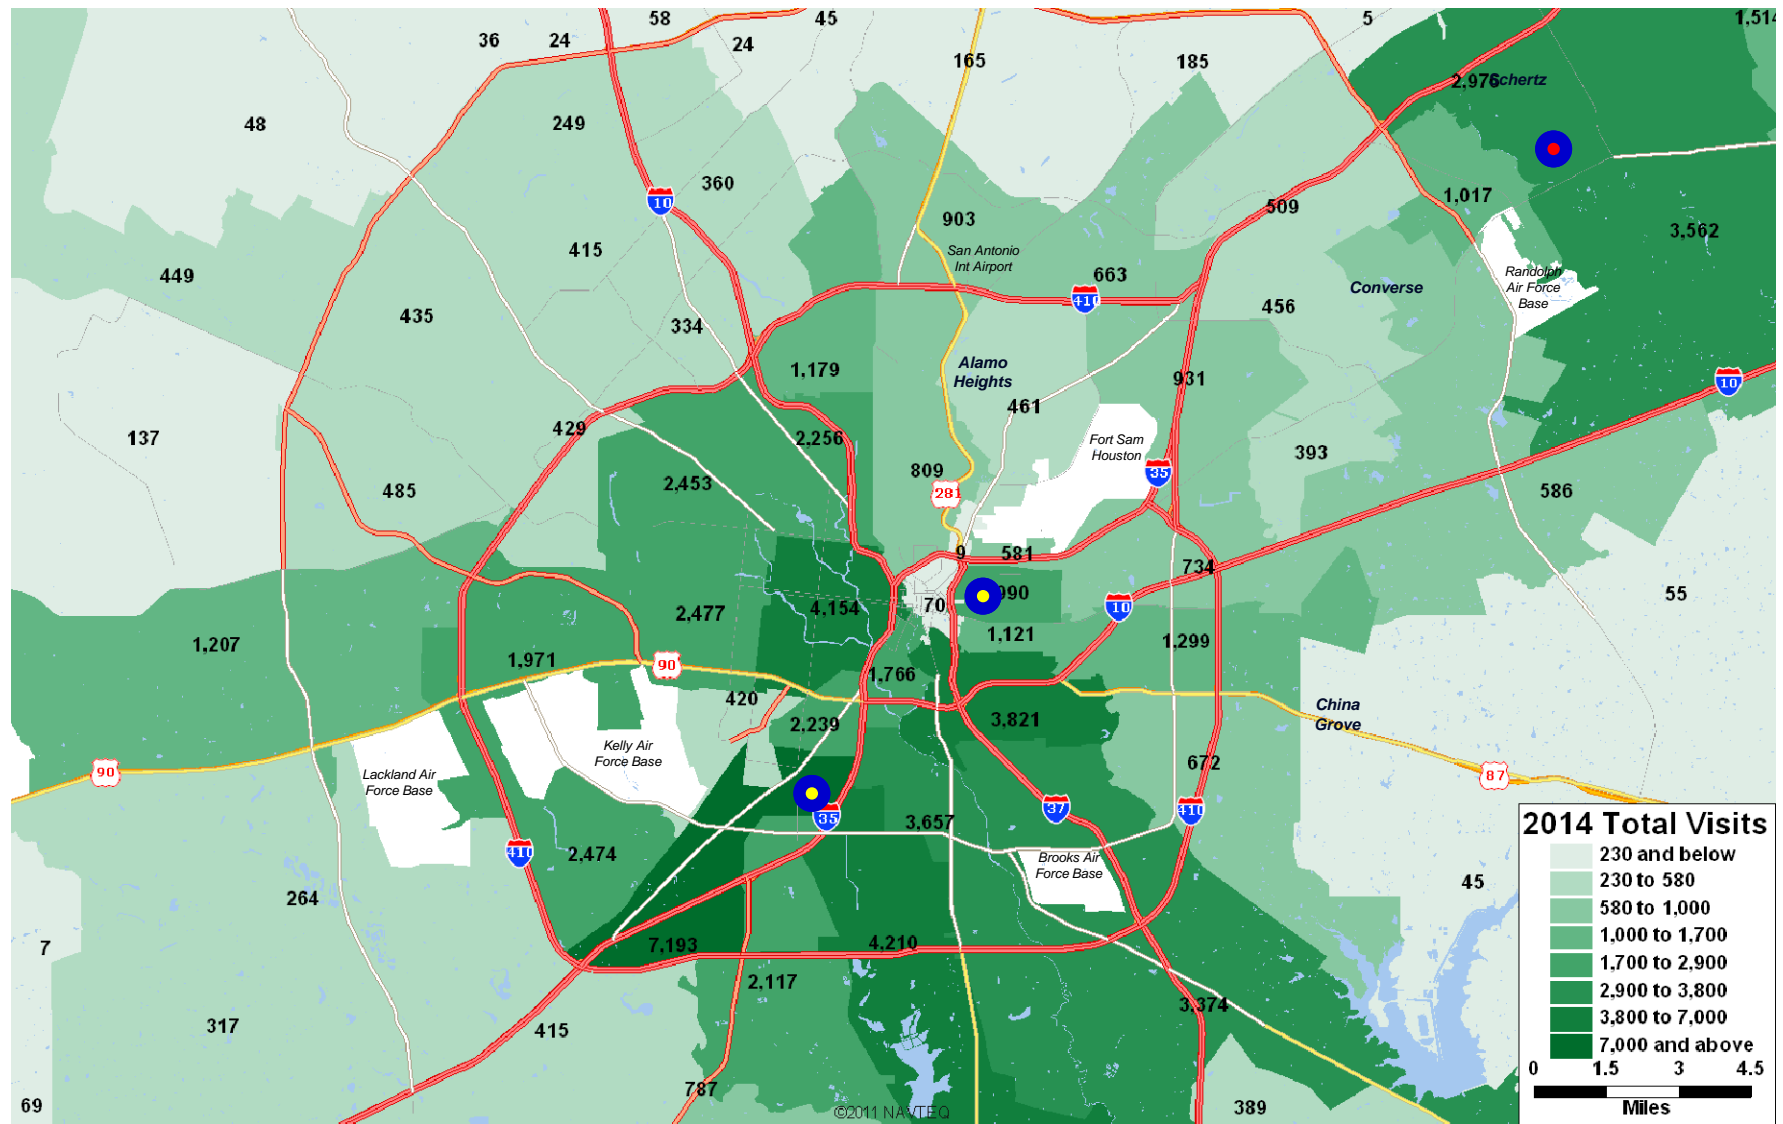 58
45
5
1,514
36
24
24
165
185
2,976
Schertz
48
249
360
10
903
509
1,017
3,562
415
San Antonio
Int Airport
449
663
Converse
Randolph
Air Force
Base
435
410
456
334
Alamo
Heights
1,179
931
10
461
137
429
2,256
Fort Sam
Houston
393
35
485
2,453
809
281
586
9
581
734
990
70
10
55
2,477
4,154
1,121
1,299
1,207
1,971
90
1,766
420
2,239
3,821
China
Grove
Kelly Air
Force Base
672
90
Lackland Air
Force Base
87
35
37
410
3,657
410
2,474
Brooks Air
Force Base
45
264
7
7,193
4,210
2,117
3,374
317
415
787
69
©2011 NAVTEQ
389
2014 Total Visits
230 and below
230 to 580
580 to 1,000
1,000 to 1,700
1,700 to 2,900
2,900 to 3,800
3,800 to 7,000
7,000 and above
0 1.5 3 4.5
Miles